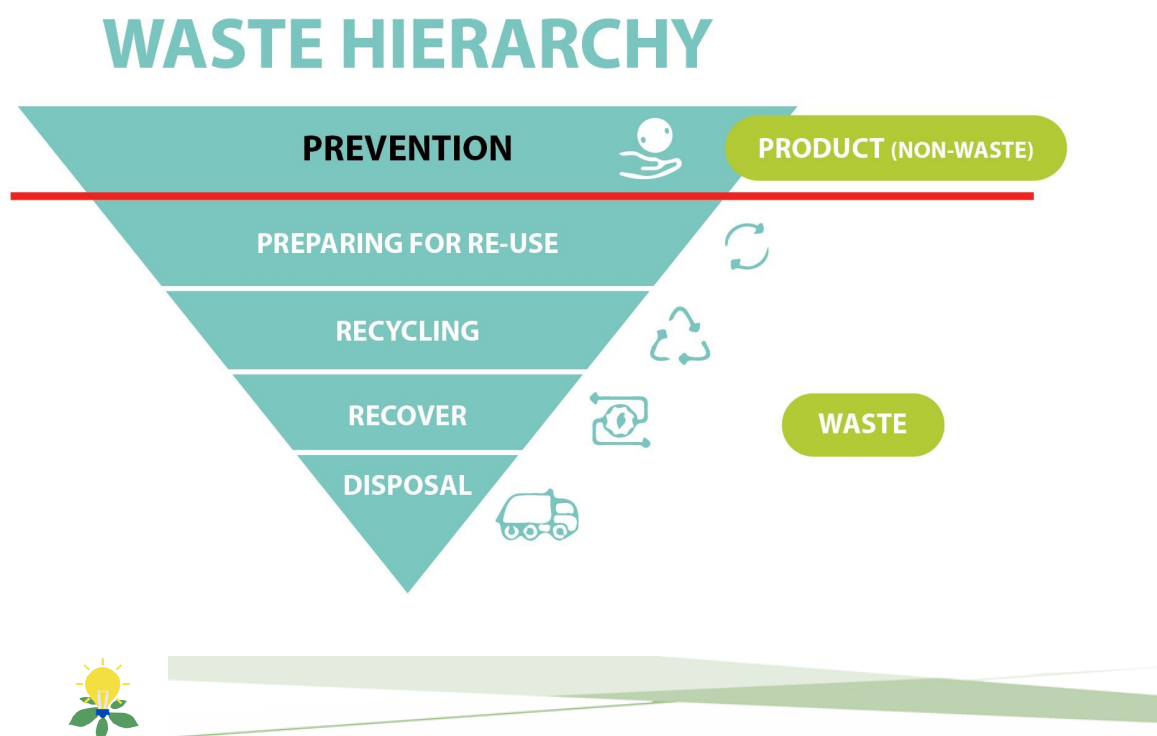 WASTE HIERARCHY
PREVENTION
PRODUCT (NON-WASTE)
PREPARING FOR RE-USE
RECYCLING
RECOVER
WASTE
DISPOSAL